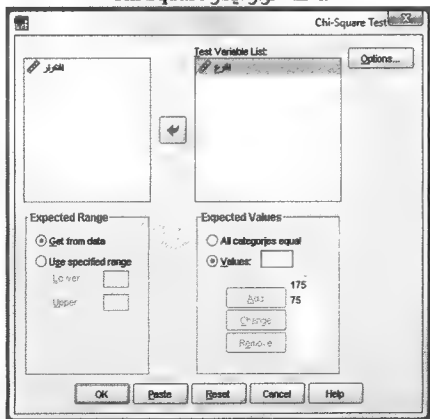 Chi-Square Test
Test Variable List:
Options...
التكرار
الفرع
Expected Range
Get from data
Use specified range
Lower
Upper
Expected Values
All categories equal
Values:
175
75
Add
Change
Remove
OK
Paste
Reset
Cancel
Help